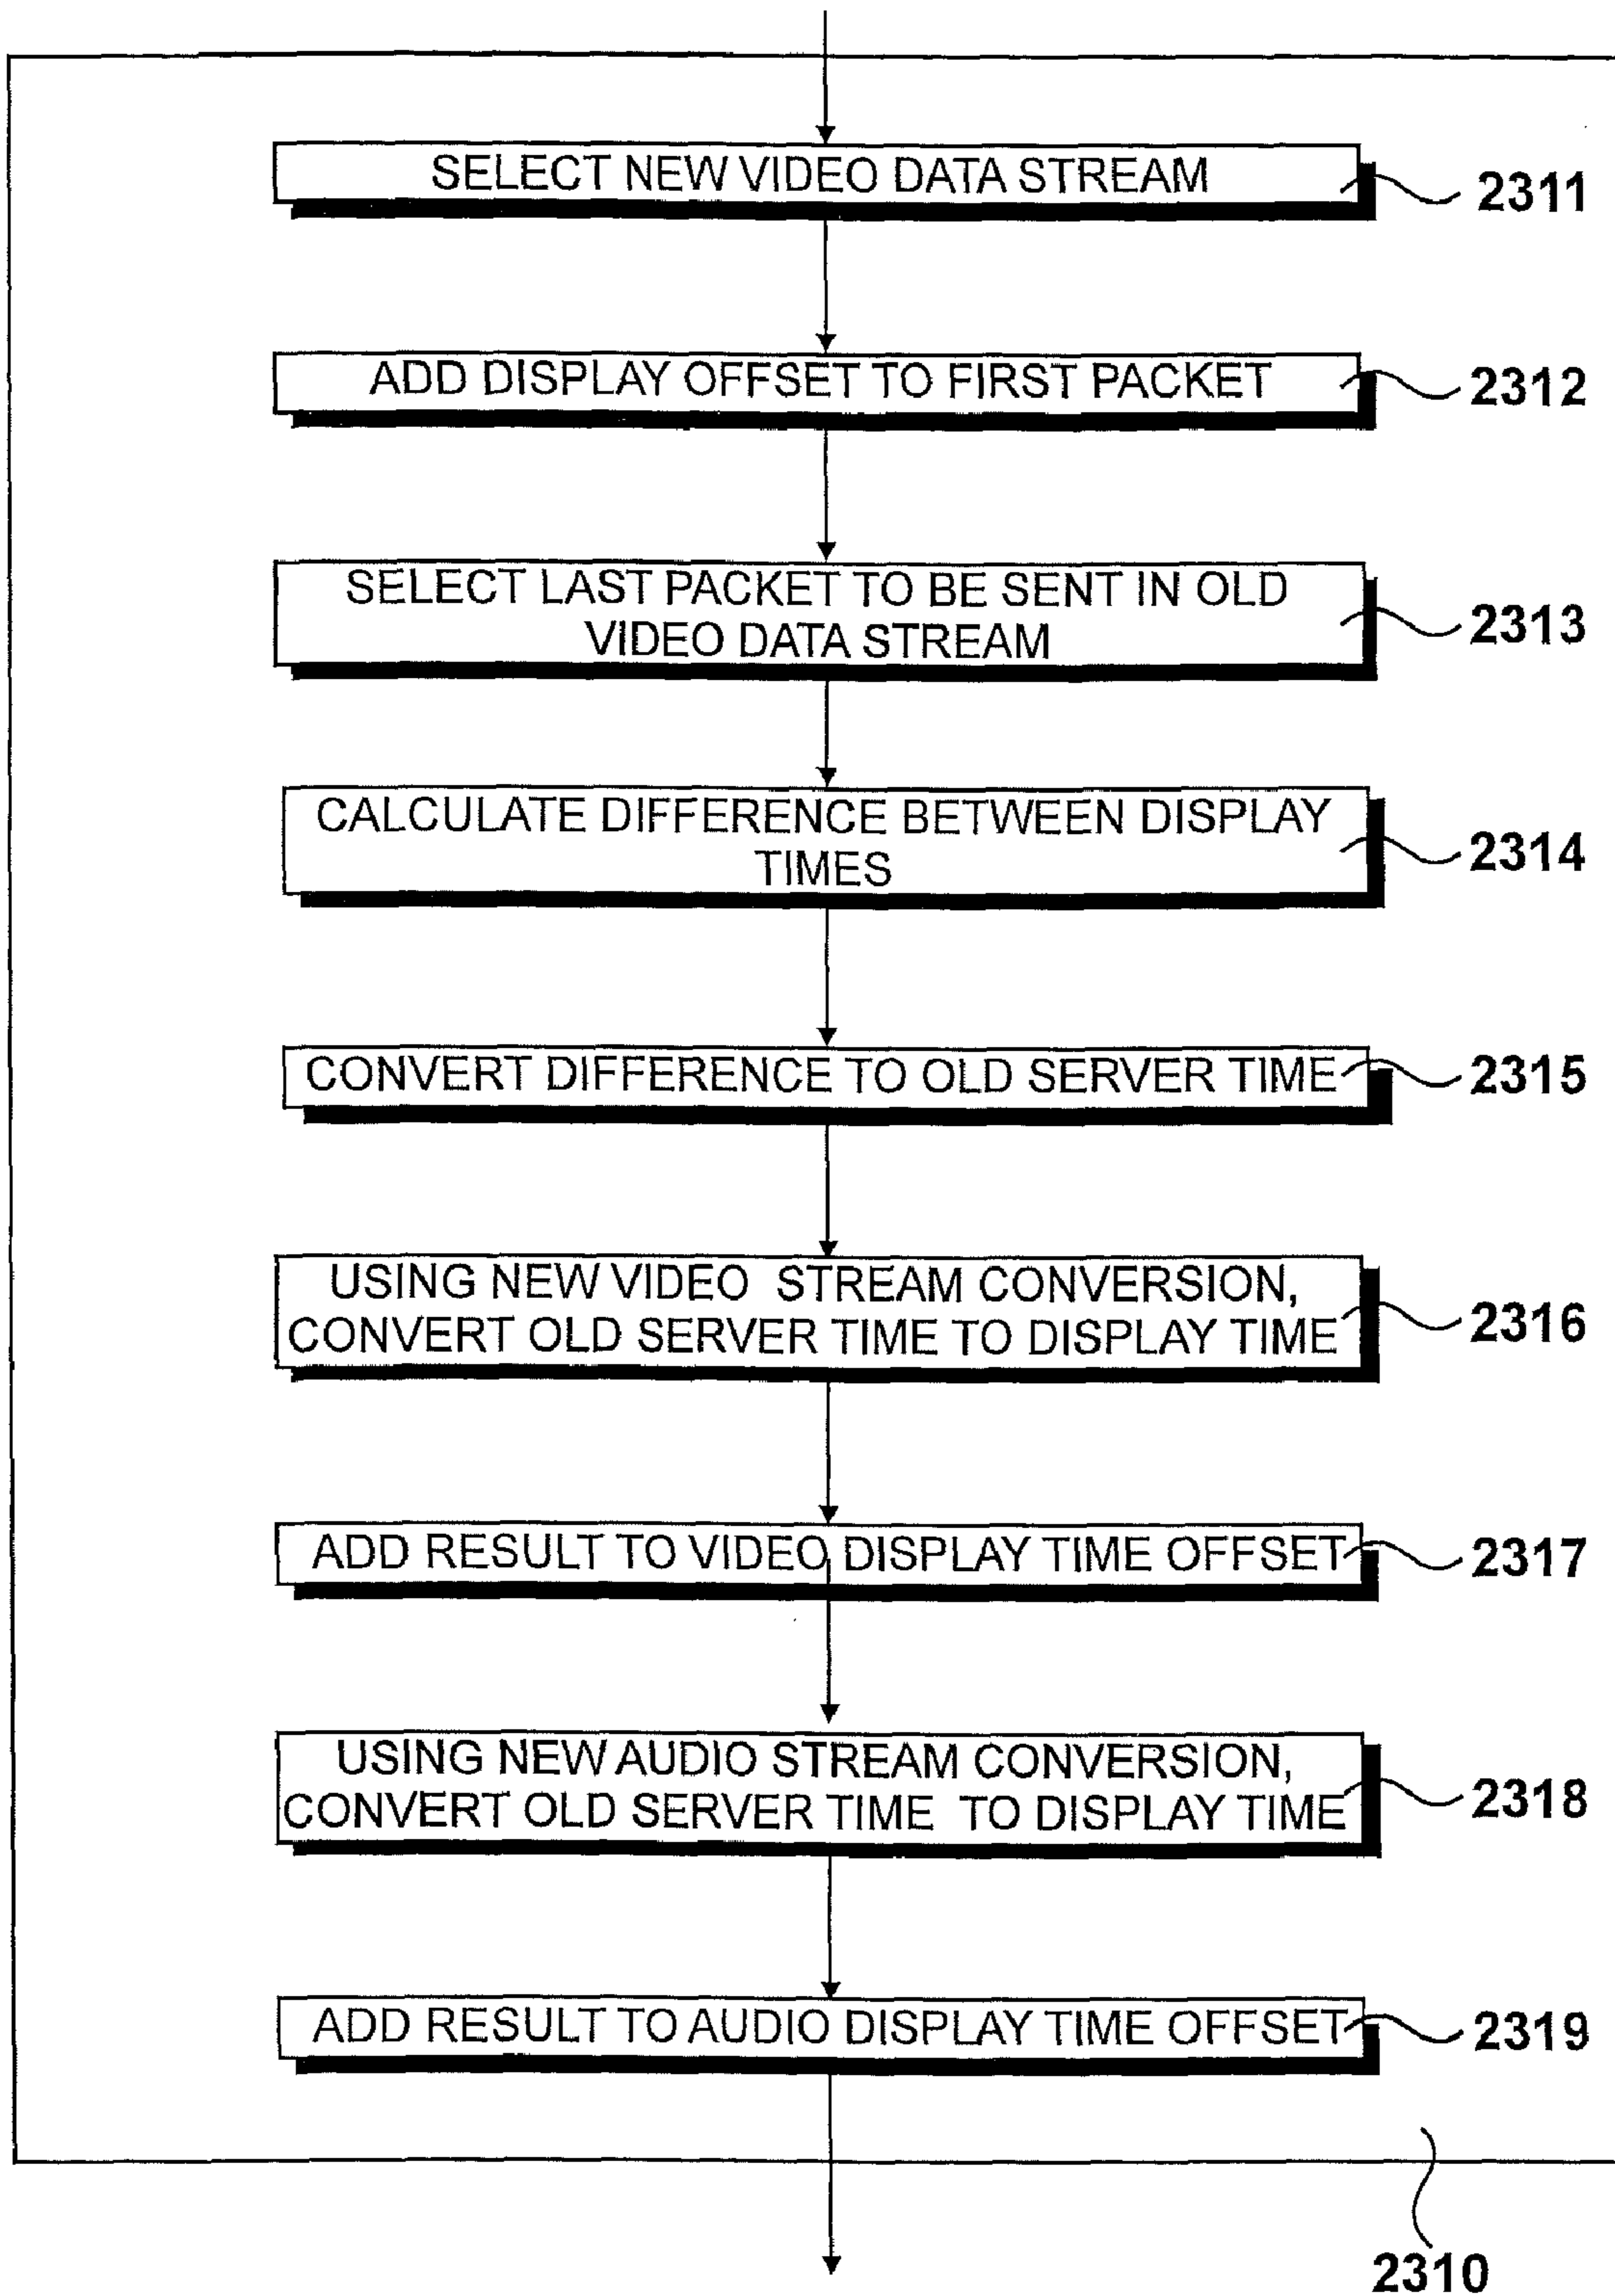 SELECT NEW VIDEO DATA STREAM
2311
ADD DISPLAY OFFSET TO FIRST PACKET
2312
SELECT LAST PACKET TO BE SENT IN OLD
VIDEO DATA STREAM
2313
CALCULATE DIFFERENCE BETWEEN DISPLAY
TIMES
2314
CONVERT DIFFERENCE TO OLD SERVER TIME
2315
USING NEW VIDEO STREAM CONVERSION,
CONVERT OLD SERVER TIME TO DISPLAY TIME
2316
ADD RESULT TO VIDEO DISPLAY TIME OFFSET
2317
USING NEW AUDIO STREAM CONVERSION,
CONVERT OLD SERVER TIME TO DISPLAY TIME
2318
ADD RESULT TO AUDIO DISPLAY TIME OFFSET
2319
2310